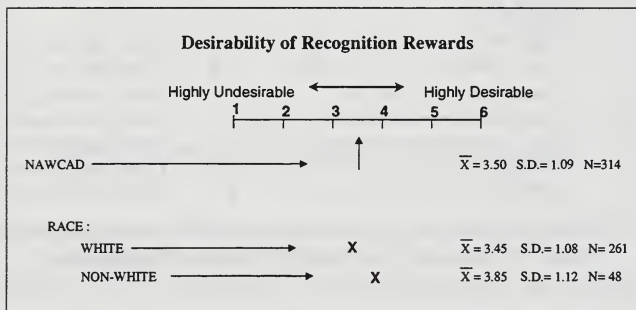 Desirability of Recognition Rewards
Highly Undesirable Highly Desirable
1 2 3 4 5 6
NAWCAD X̄ = 3.50 S.D.= 1.09 N=314
RACE :
WHITE X X̄ = 3.45 S.D.= 1.08 N= 261
NON-WHITE X X̄ = 3.85 S.D.= 1.12 N= 48